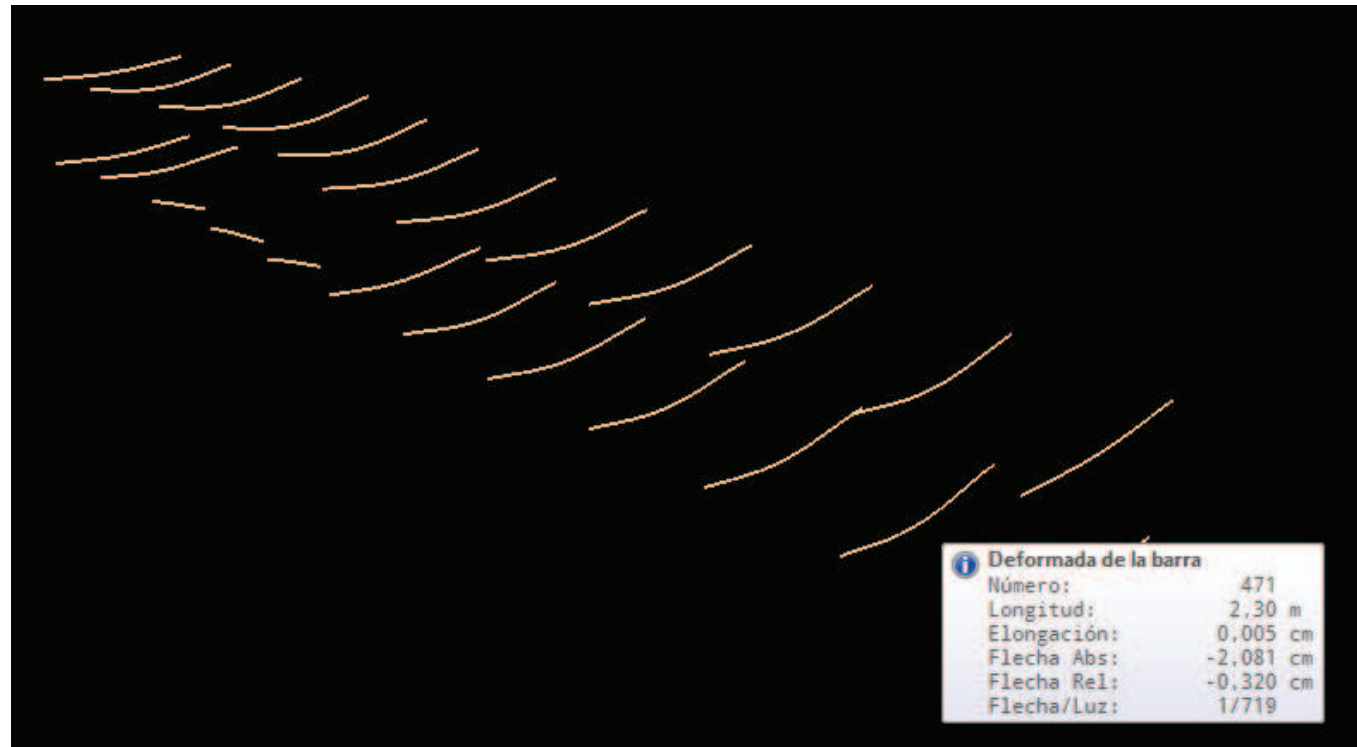 Deformada de la barra
Número: 471
Longitud: 2,30 m
Elongación: 0,005 cm
Flecha Abs: -2,081 cm
Flecha Rel: -0,320 cm
Flecha/Luz: 1/719